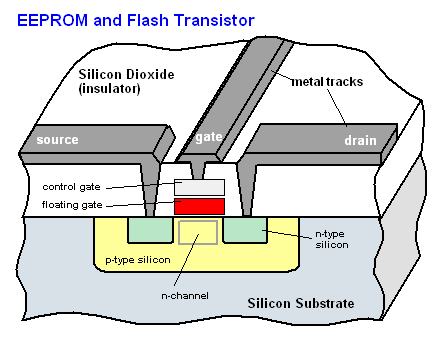 EEPROM and Flash Transistor
Silicon Dioxide
(insulator)
metal tracks
source
gate
drain
control gate
floating gate
n-type
silicon
p-type silicon
n-channel
Silicon Substrate